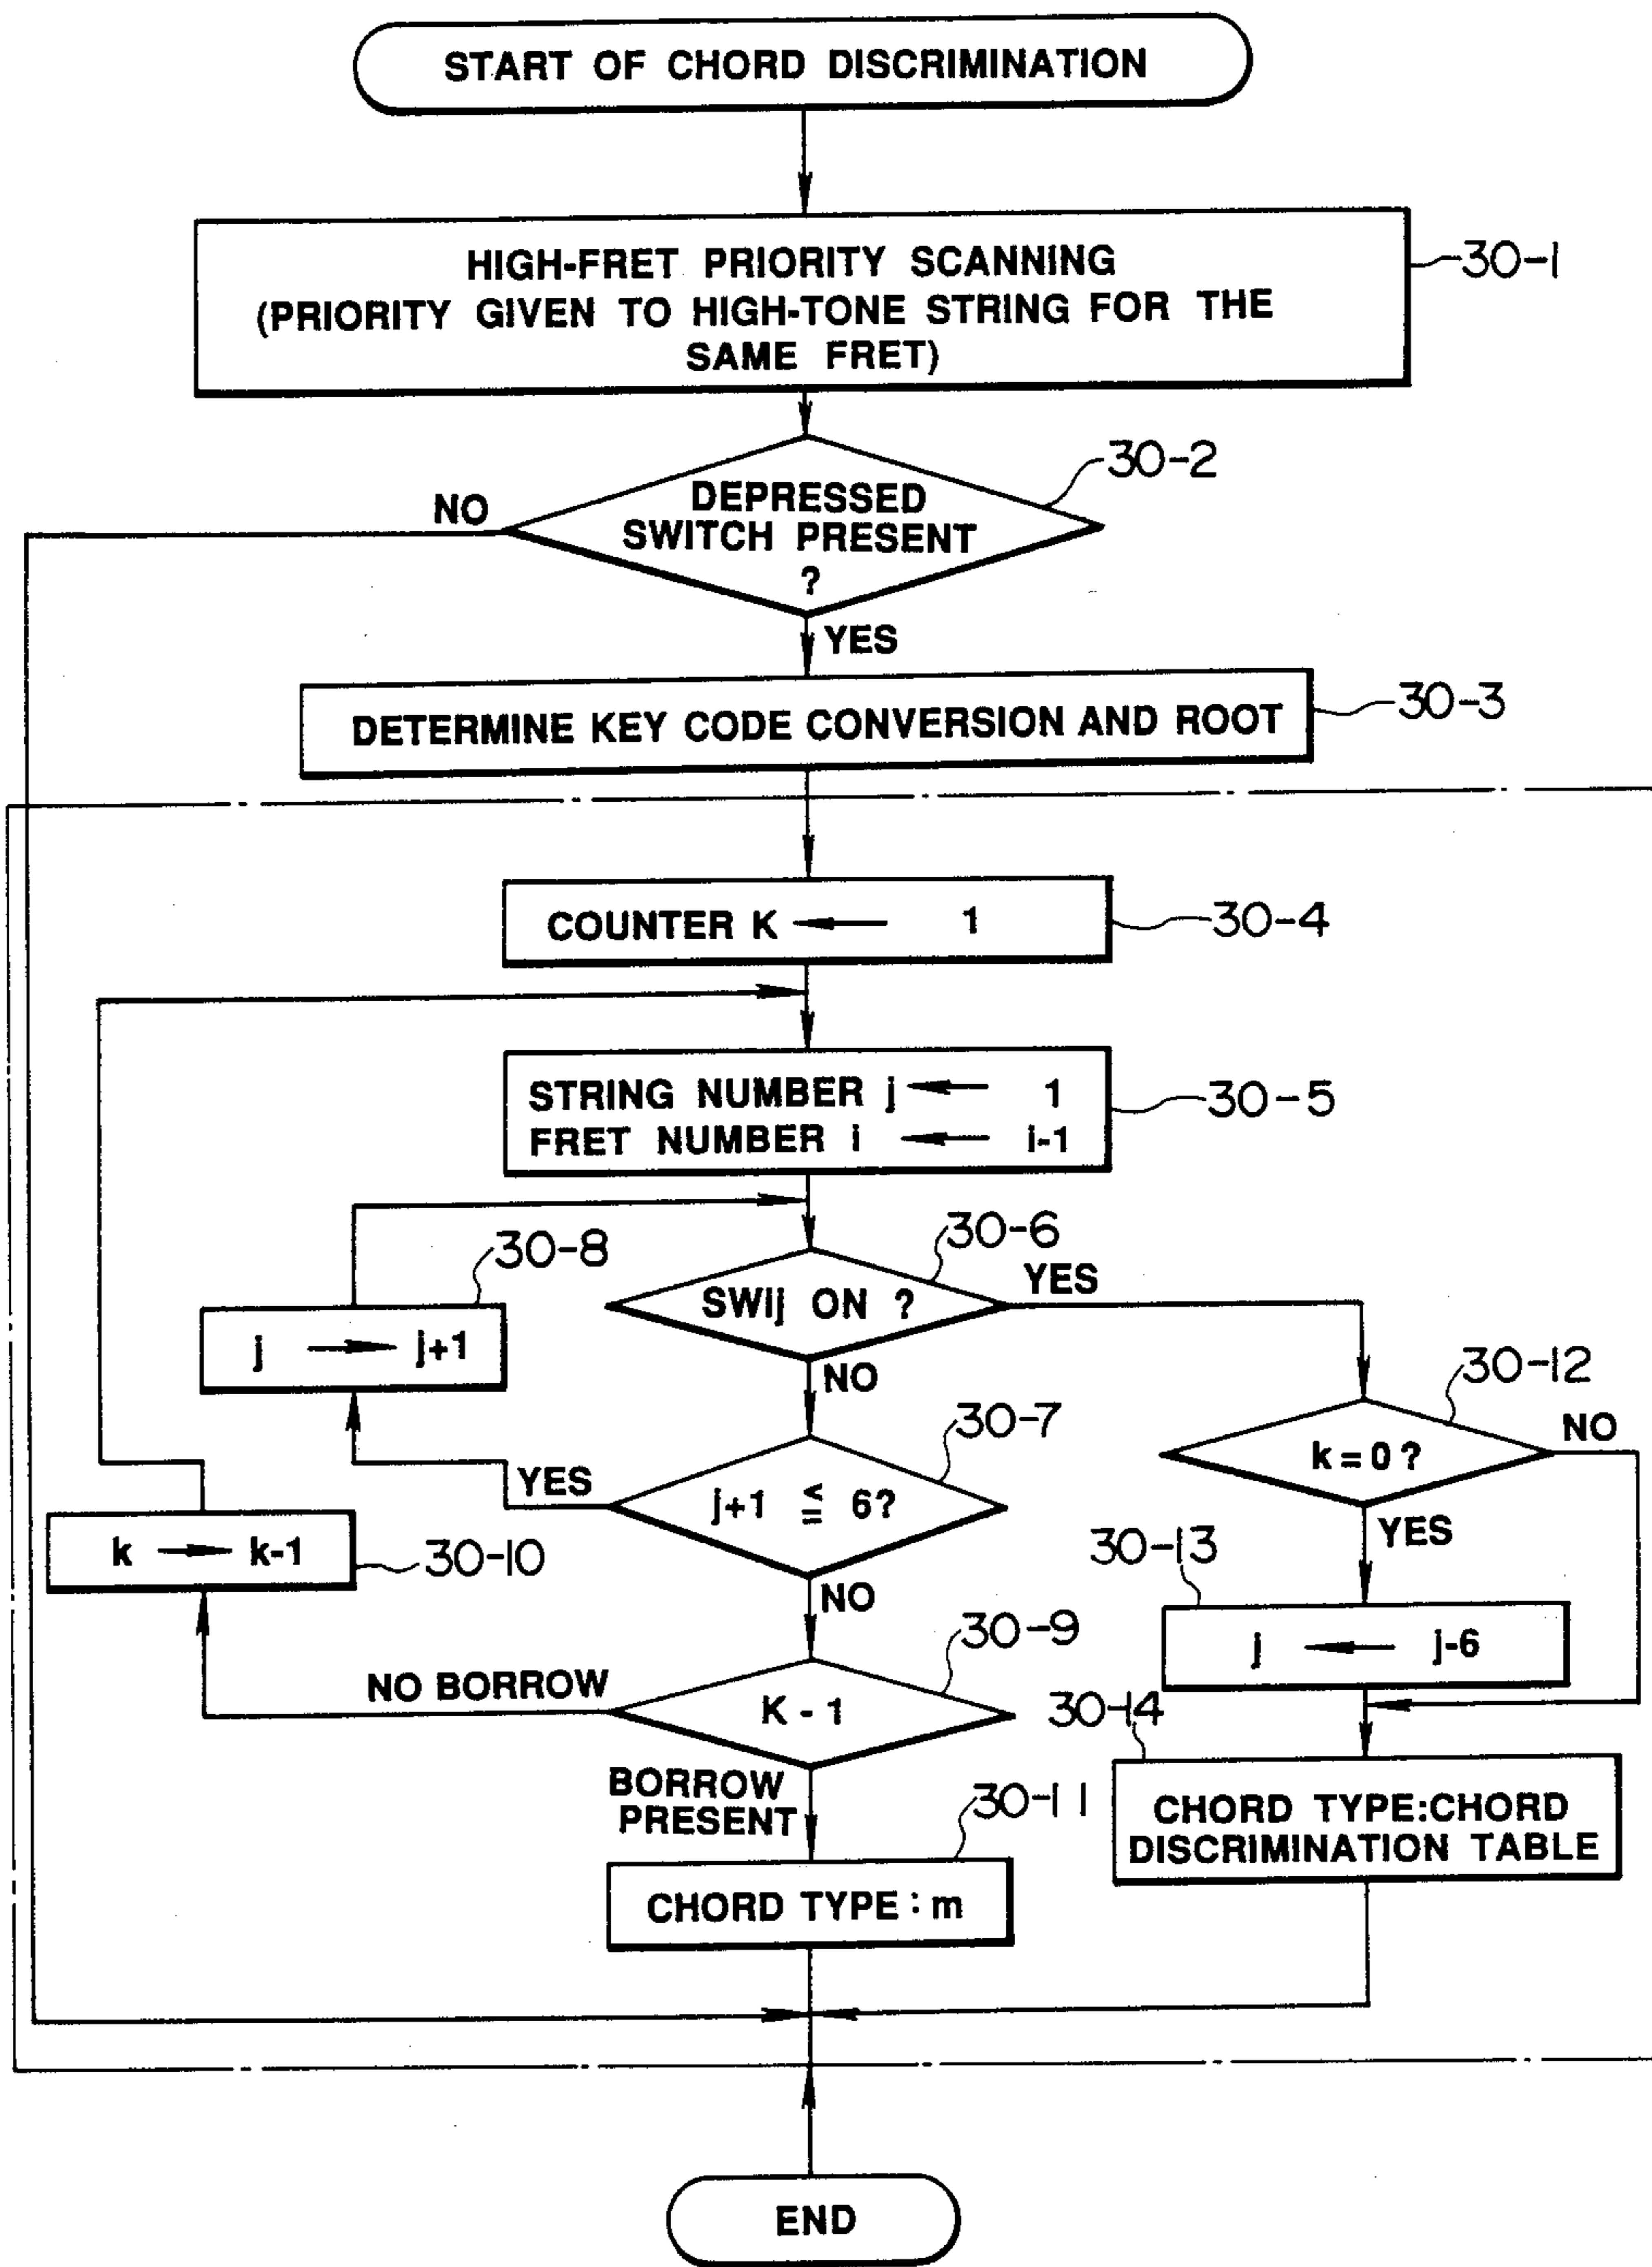 START OF CHORD DISCRIMINATION
HIGH-FRET PRIORITY SCANNING
(PRIORITY GIVEN TO HIGH-TONE STRING FOR THE
SAME FRET)
30-1
DEPRESSED
SWITCH PRESENT
?
30-2
NO
YES
DETERMINE KEY CODE CONVERSION AND ROOT
30-3
COUNTER K ← 1
30-4
STRING NUMBER j ← 1
FRET NUMBER i ← i-1
30-5
SWij ON ?
30-6
YES
NO
30-8
j → j+1
30-7
j+1 ≦ 6?
YES
NO
30-12
k=0?
NO
YES
k → k-1
30-10
30-13
j ← j-6
30-9
K - 1
NO BORROW
BORROW
PRESENT
30-14
CHORD TYPE:CHORD
DISCRIMINATION TABLE
30-11
CHORD TYPE : m
END